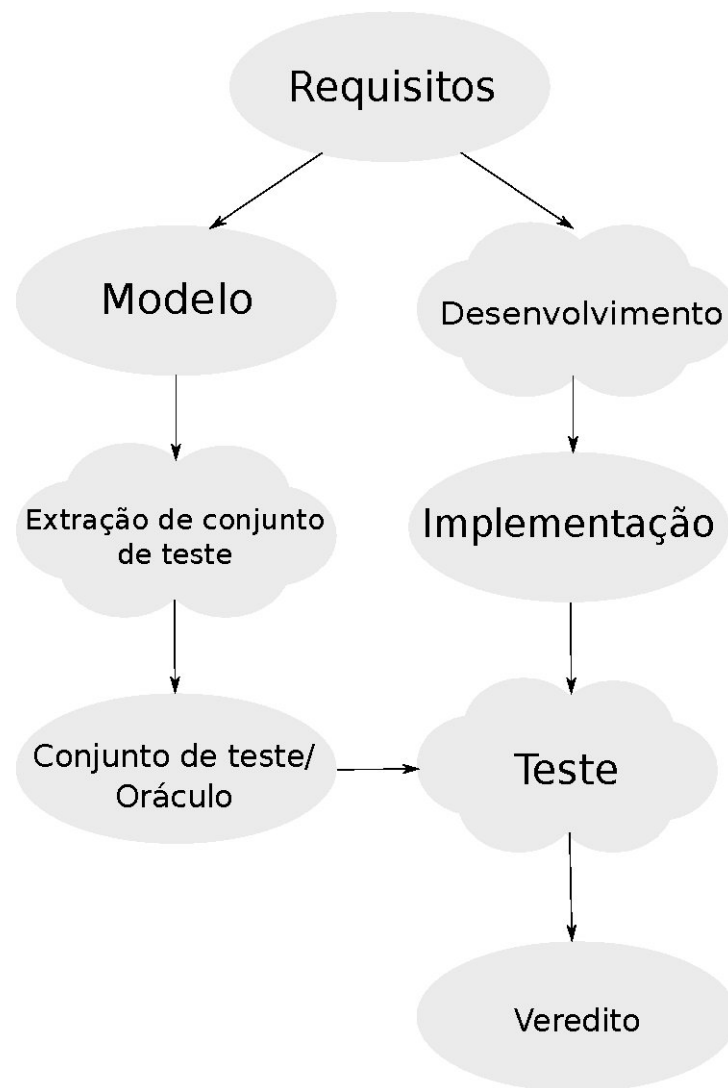 Requisitos
Modelo
Desenvolvimento
Extração de conjunto
de teste
Implementação
Conjunto de teste/
Oráculo
Teste
Veredito